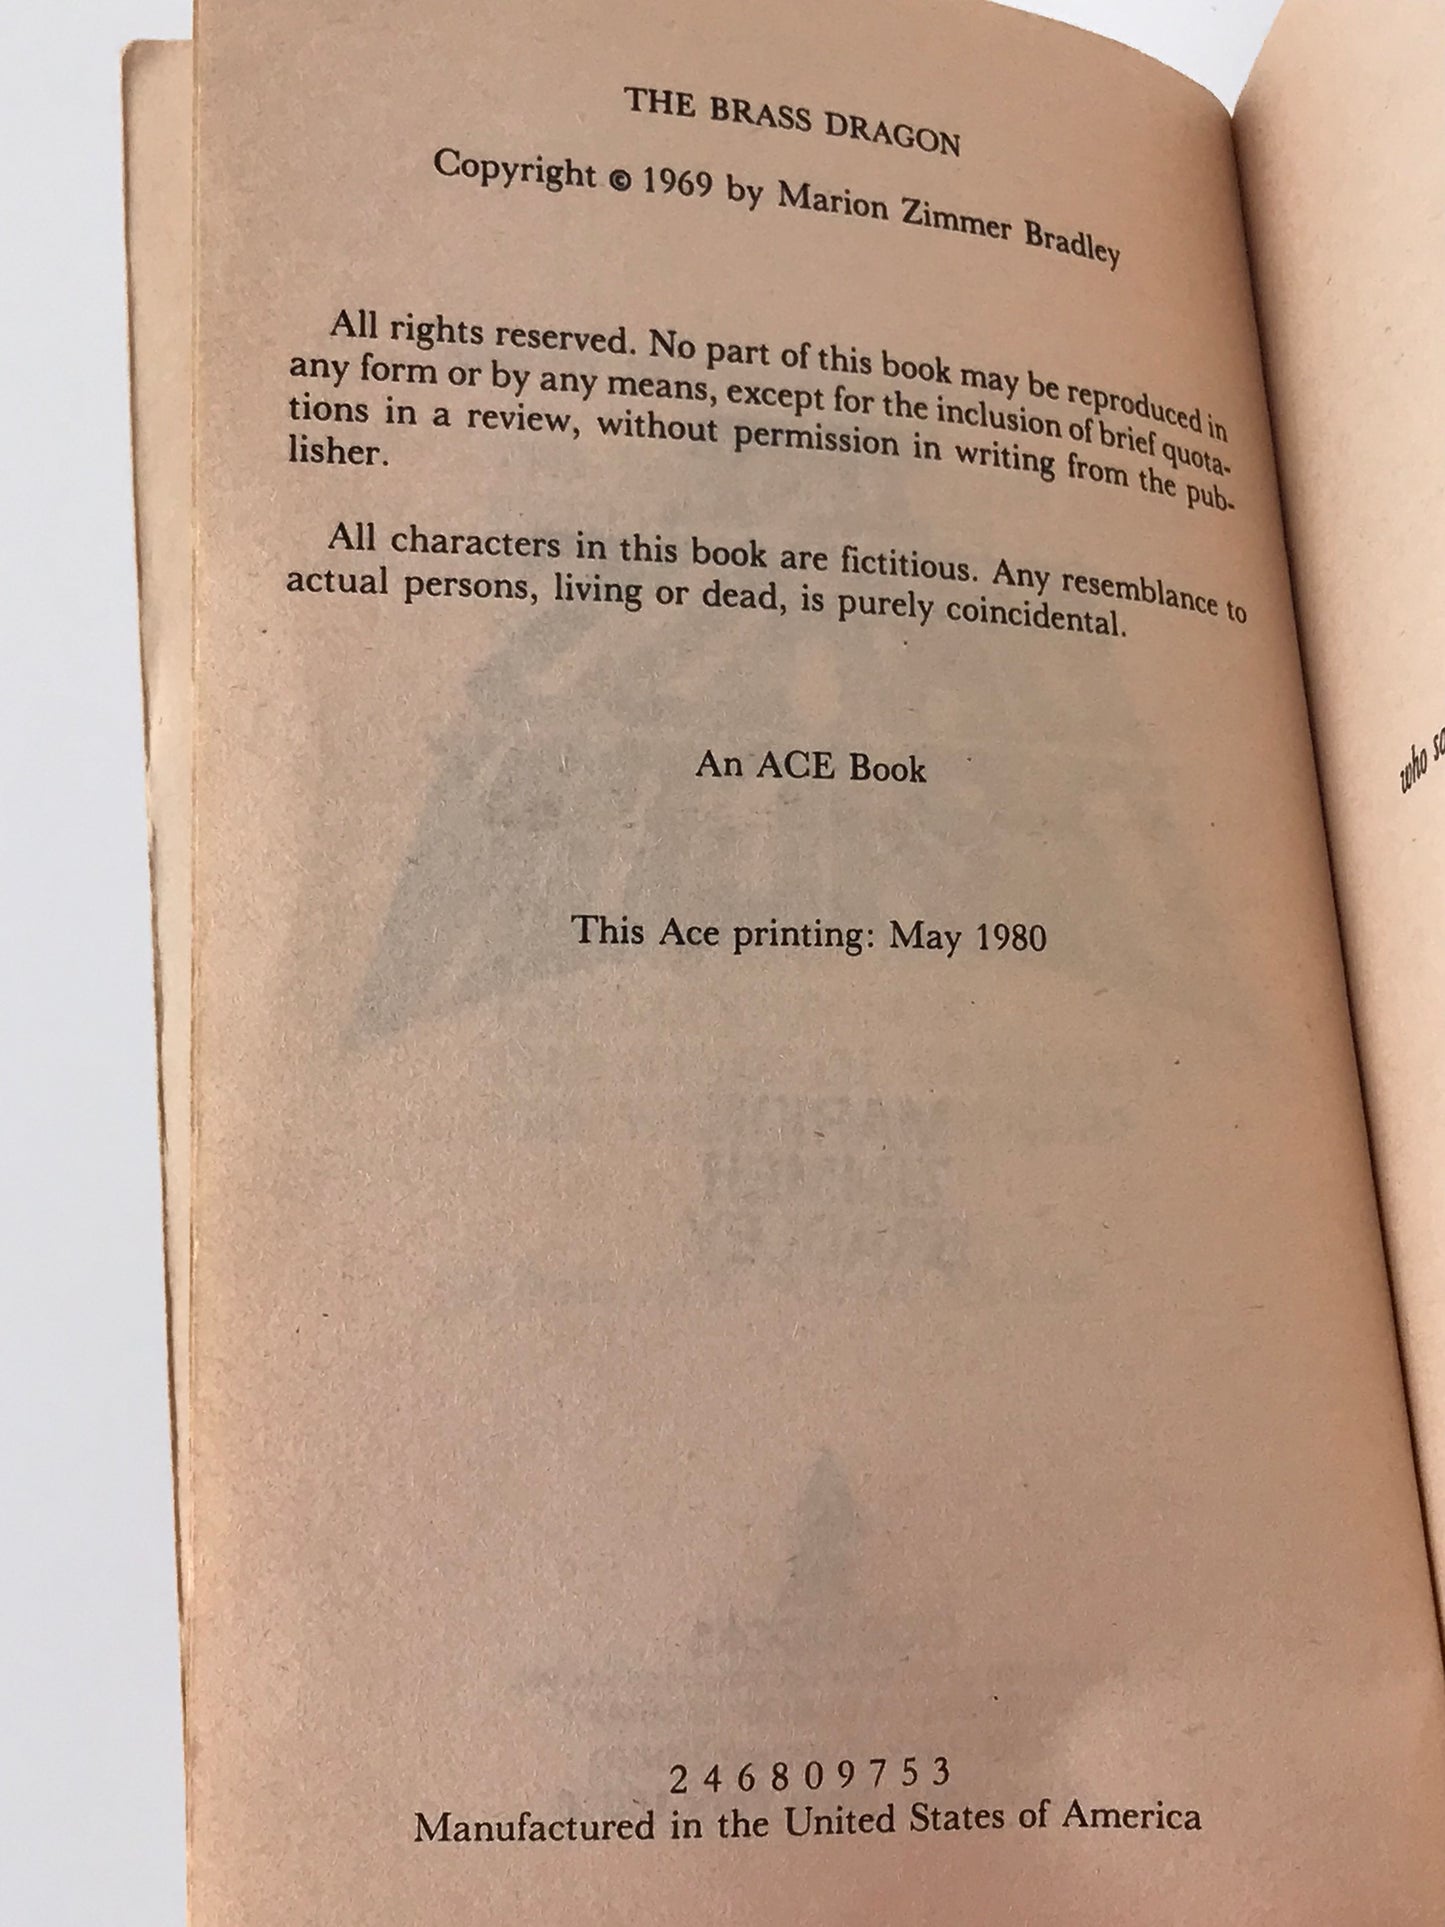 THE BRASS DRAGON
Copyright © 1969 by Marion Zimmer Bradley
All rights reserved. No part of this book may be reproduced in
any form or by any means, except for the inclusion of brief quota-
tions in a review, without permission in writing from the pub-
lisher.
All characters in this book are fictitious. Any resemblance to
actual persons, living or dead, is purely coincidental.
An ACE Book
This Ace printing: May 1980
2 4 6 8 0 9 7 5 3
Manufactured in the United States of America
who